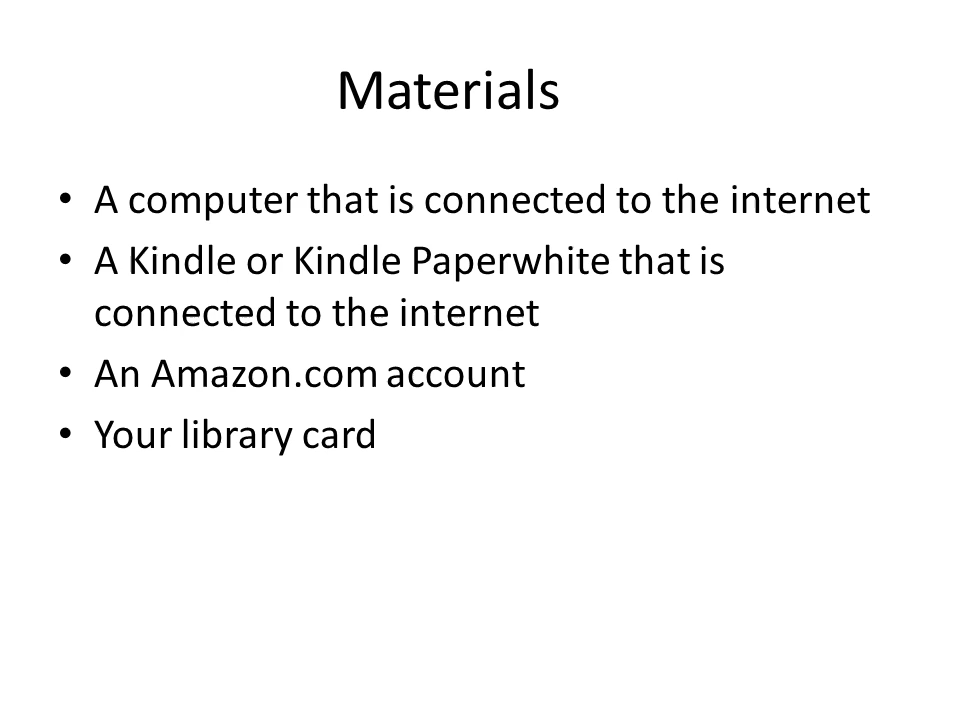 Materials
• A computer that is connected to the internet
• A Kindle or Kindle Paperwhite that is
connected to the internet
• An Amazon.com account
• Your library card